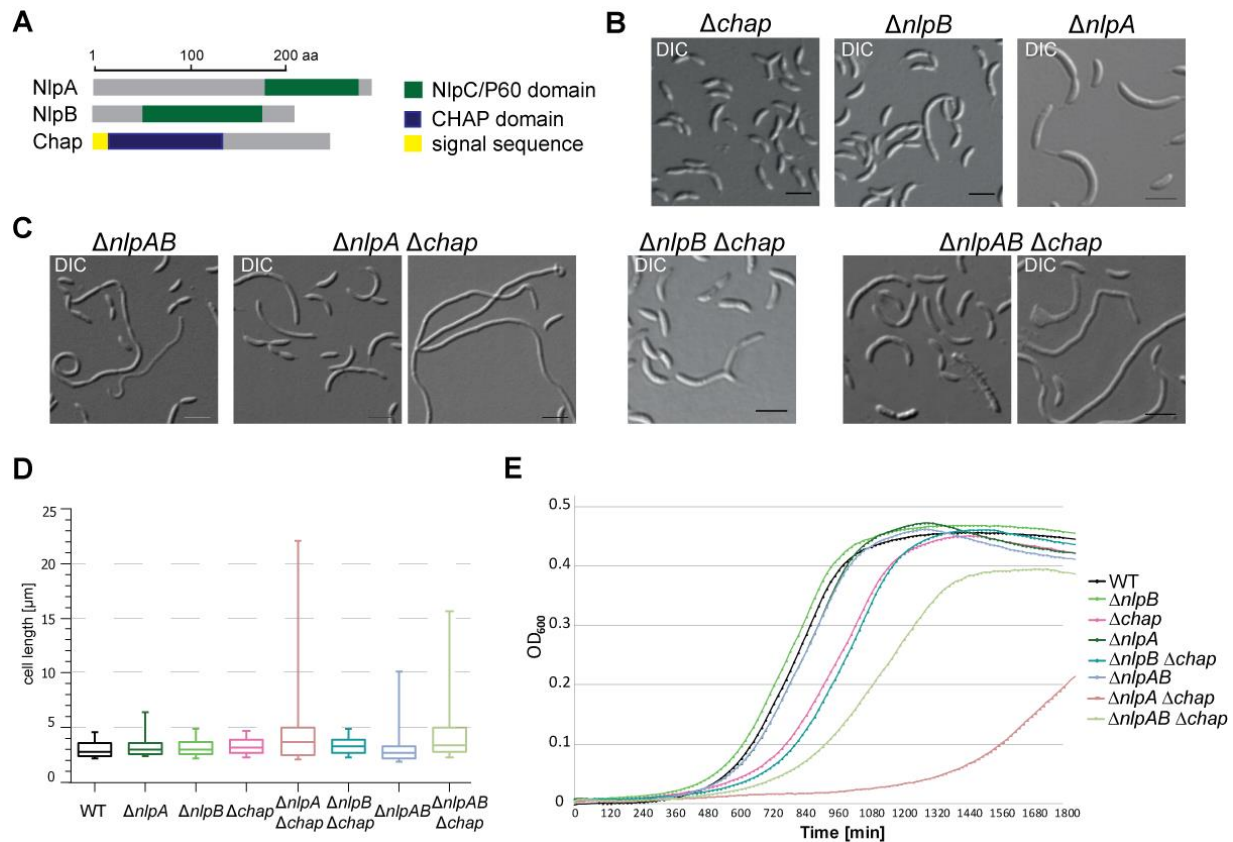 A
1 100 200 aa
NlpA
NlpB
Chap
NlpC/P60 domain
CHAP domain
signal sequence
B
Δchap
DIC
ΔnlpB
DIC
ΔnlpA
DIC
C
ΔnlpAB
DIC
ΔnlpA Δchap
DIC
ΔnlpB Δchap
DIC
ΔnlpAB Δchap
DIC
D
cell length [µm]
25
20
15
10
5
0
WT
ΔnlpA
ΔnlpB
Δchap
ΔnlpA
Δchap
ΔnlpB
Δchap
ΔnlpAB
ΔnlpAB
Δchap
E
OD600
0.5
0.4
0.3
0.2
0.1
0
0 120 240 360 480 600 720 840 960 1080 1200 1320 1440 1560 1680 1800
Time [min]
WT
ΔnlpB
Δchap
ΔnlpA
ΔnlpB Δchap
ΔnlpAB
ΔnlpA Δchap
ΔnlpAB Δchap